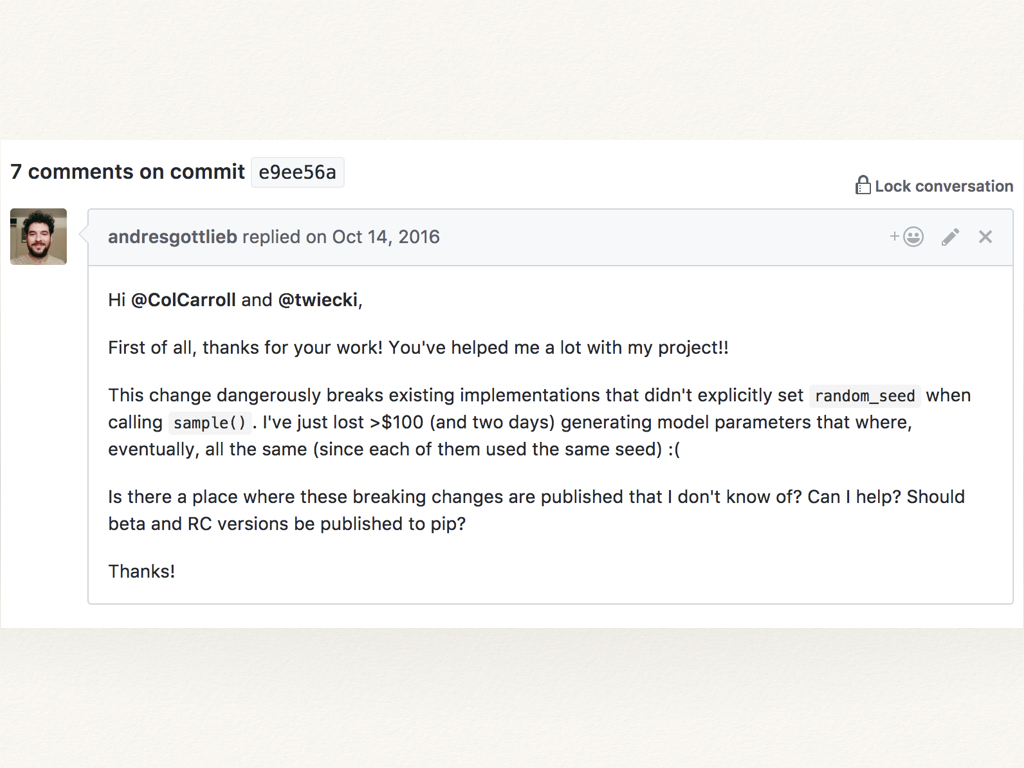 7 comments on commit e9ee56a
Lock conversation
andresgottlieb replied on Oct 14, 2016
Hi @ColCarroll and @twiecki,
First of all, thanks for your work! You've helped me a lot with my project!!
This change dangerously breaks existing implementations that didn't explicitly set random_seed when
calling sample(). I've just lost >$100 (and two days) generating model parameters that where,
eventually, all the same (since each of them used the same seed) :(
Is there a place where these breaking changes are published that I don't know of? Can I help? Should
beta and RC versions be published to pip?
Thanks!